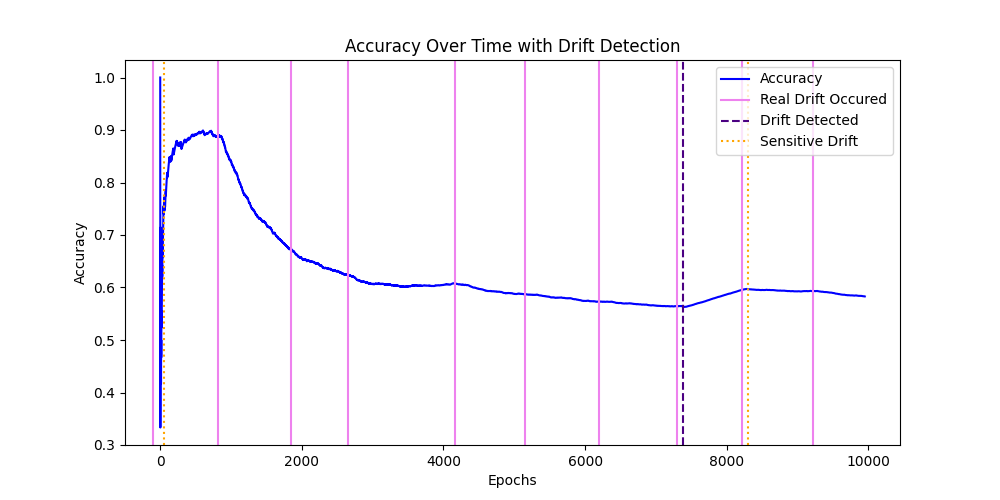 Accuracy Over Time with Drift Detection
Accuracy
Real Drift Occured
Drift Detected
Sensitive Drift
1.0
0.9
0.8
0.7
0.6
0.5
0.4
0.3
Accuracy
0 2000 4000 6000 8000 10000
Epochs